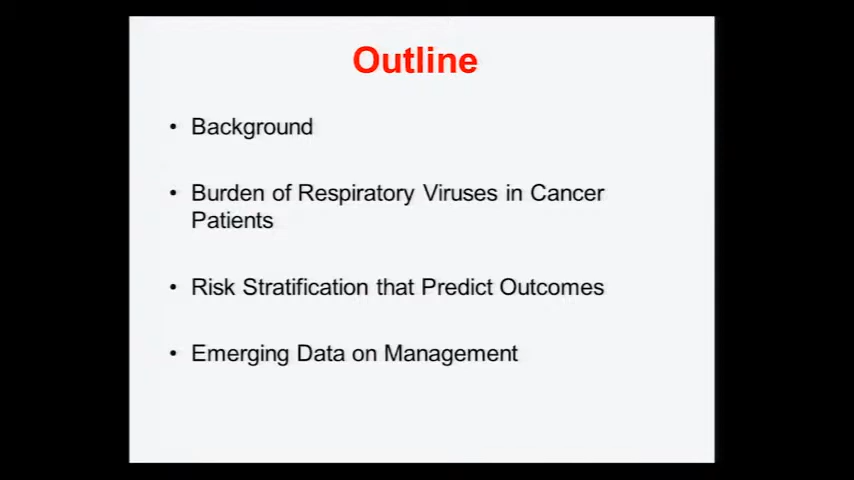 Outline
• Background
• Burden of Respiratory Viruses in Cancer
Patients
• Risk Stratification that Predict Outcomes
• Emerging Data on Management